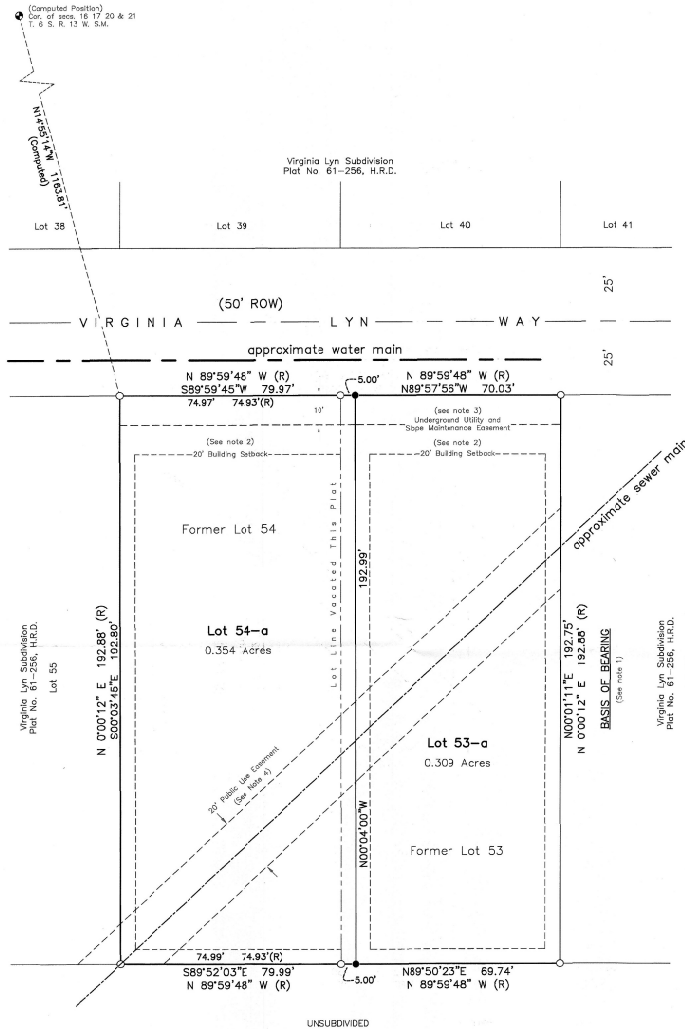 (Computed Position)
Cor. of secs. 16 17 20 & 21
T. 6 S. R. 13 W. S.M.
N14°55'14"W 1163.81'
(Computed)
Virginia Lyn Subdivision
Plat No 61-256, H.R.D.
Lot 38
Lot 39
Lot 40
Lot 41
25'
(50' ROW)
VIRGINIA LYN WAY
25'
approximate water main
N 89°59'48" W (R)
S89°59'45"W 79.97'
74.97' 74.93'(R)
5.00'
N 89°59'48" W (R)
N89°57'56"W 70.03'
10'
(see note 3)
Underground Utility and
Slope Maintenance Easement
(See note 2)
20' Building Setback
(See note 2)
20' Building Setback
approximate sewer main
Former Lot 54
Lot Line Vacated This Plat
192.99'
Lot 54-a
0.354 Acres
Virginia Lyn Subdivision
Plat No. 61-256, H.R.D.
Lot 55
N 0°00'12" E 192.88' (R)
S00°03'45"E 192.80'
N00°01'11"E 192.75'
N 0°00'12" E 192.88' (R)
BASIS OF BEARING
(See note 1)
Virginia Lyn Subdivision
Plat No. 61-256, H.R.D.
Lot 53-a
0.309 Acres
20' Public Use Easement
(See Note 4)
N00°04'00"W
Former Lot 53
74.99' 74.93'(R)
S89°52'03"E 79.99'
N 89°59'48" W (R)
5.00'
N89°50'23"E 69.74'
N 89°59'48" W (R)
UNSUBDIVIDED